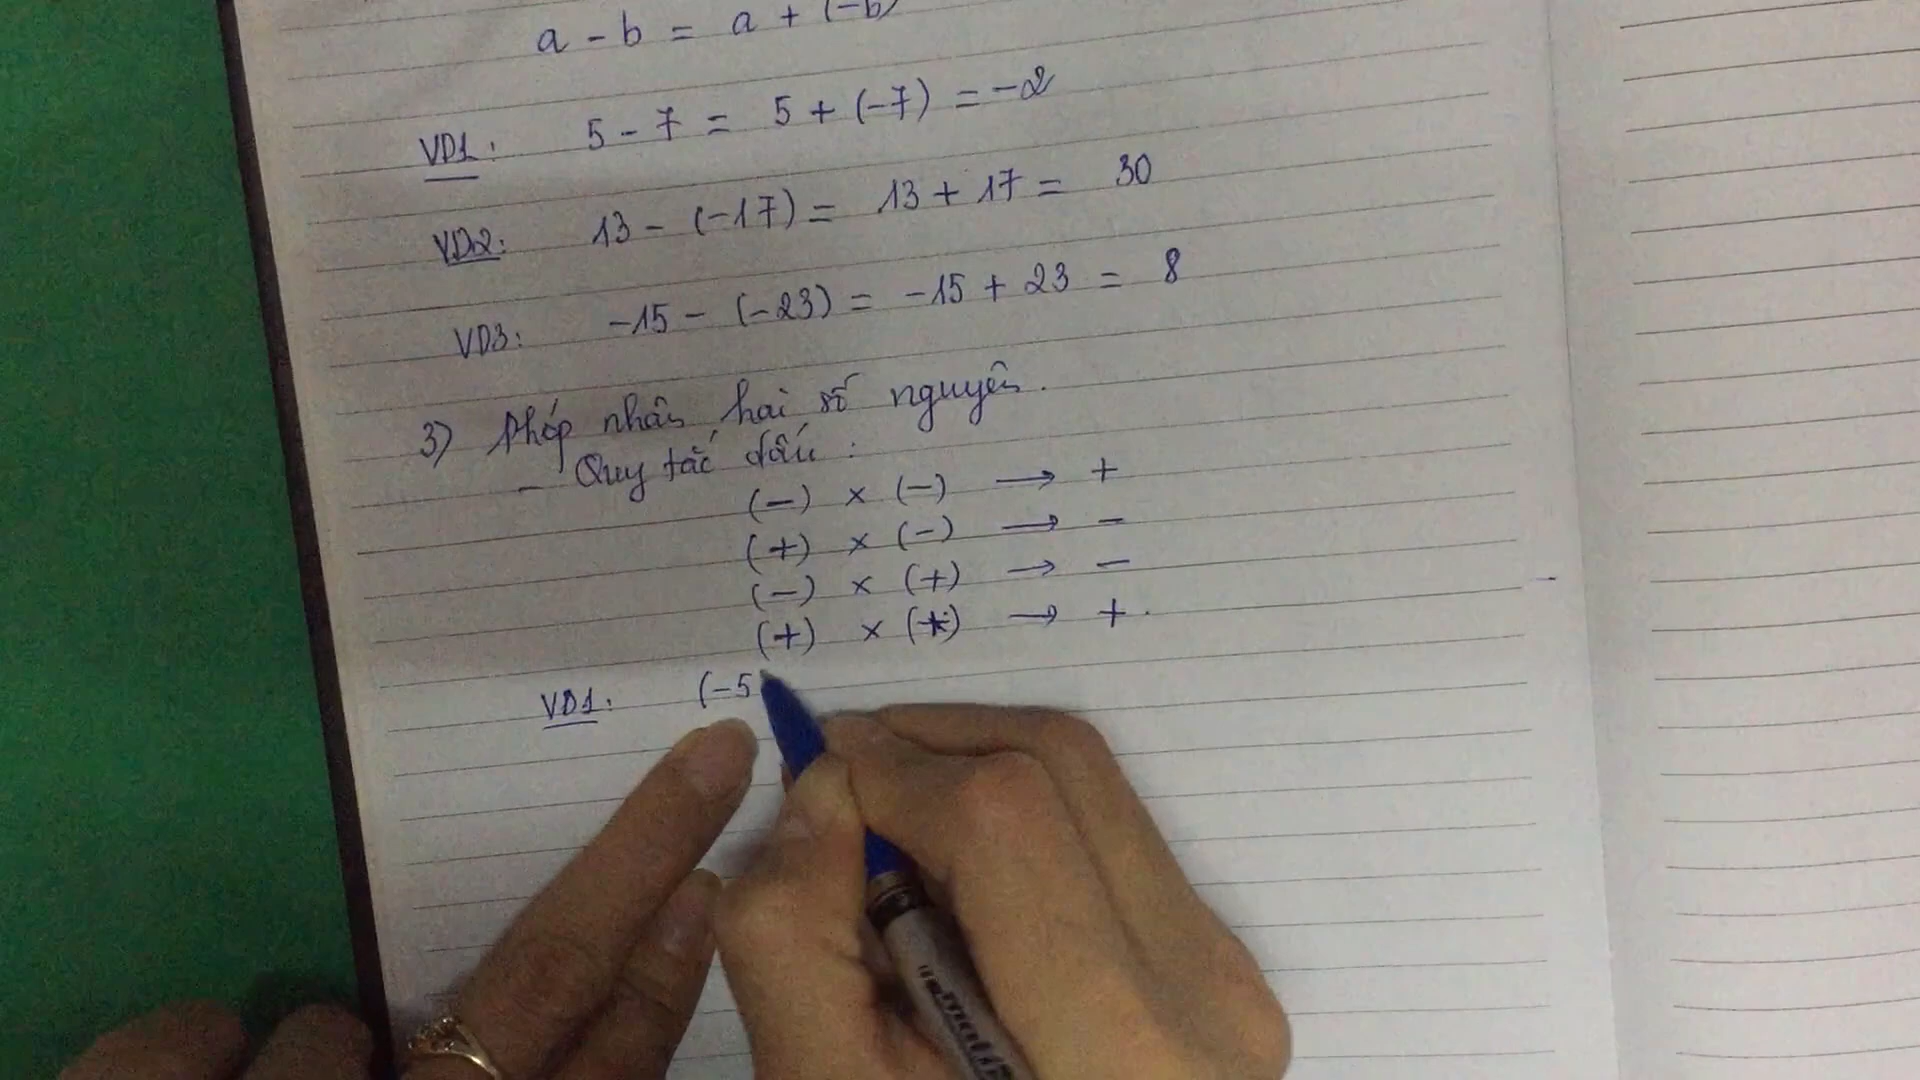 a - b = a + (-b)
VD1: 5 - 7 = 5 + (-7) = -2
VD2: 13 - (-17) = 13 + 17 = 30
VD3: -15 - (-23) = -15 + 23 = 8
3) Phép nhân hai số nguyên.
- Quy tắc dấu:
(-) × (-) → +
(+) × (-) → -
(-) × (+) → -
(+) × (+) → +.
VD1: (-5